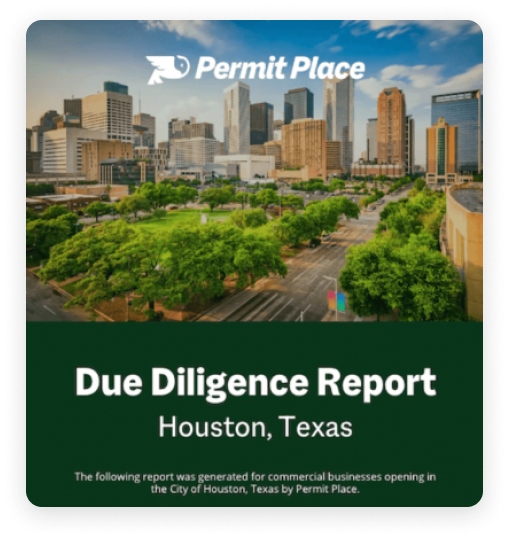 Permit Place
Due Diligence Report
Houston, Texas
The following report was generated for commercial businesses opening in
the City of Houston, Texas by Permit Place.